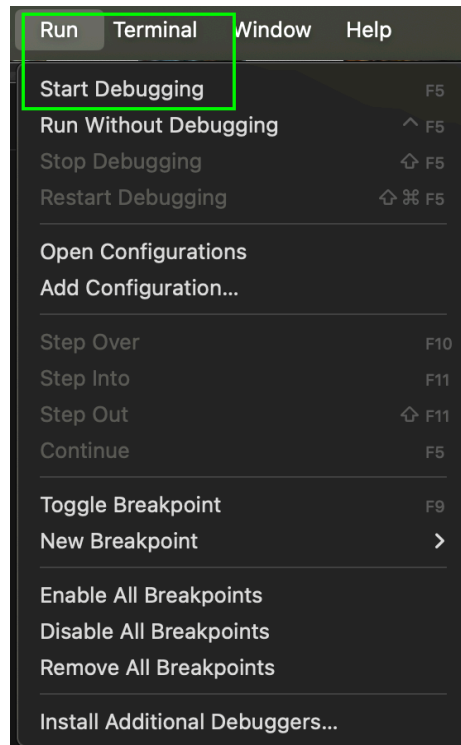 Run Terminal Window Help
Start Debugging F5
Run Without Debugging ^ F5
Stop Debugging ⇧ F5
Restart Debugging ⇧ ⌘ F5
Open Configurations
Add Configuration...
Step Over F10
Step Into F11
Step Out ⇧ F11
Continue F5
Toggle Breakpoint F9
New Breakpoint >
Enable All Breakpoints
Disable All Breakpoints
Remove All Breakpoints
Install Additional Debuggers...